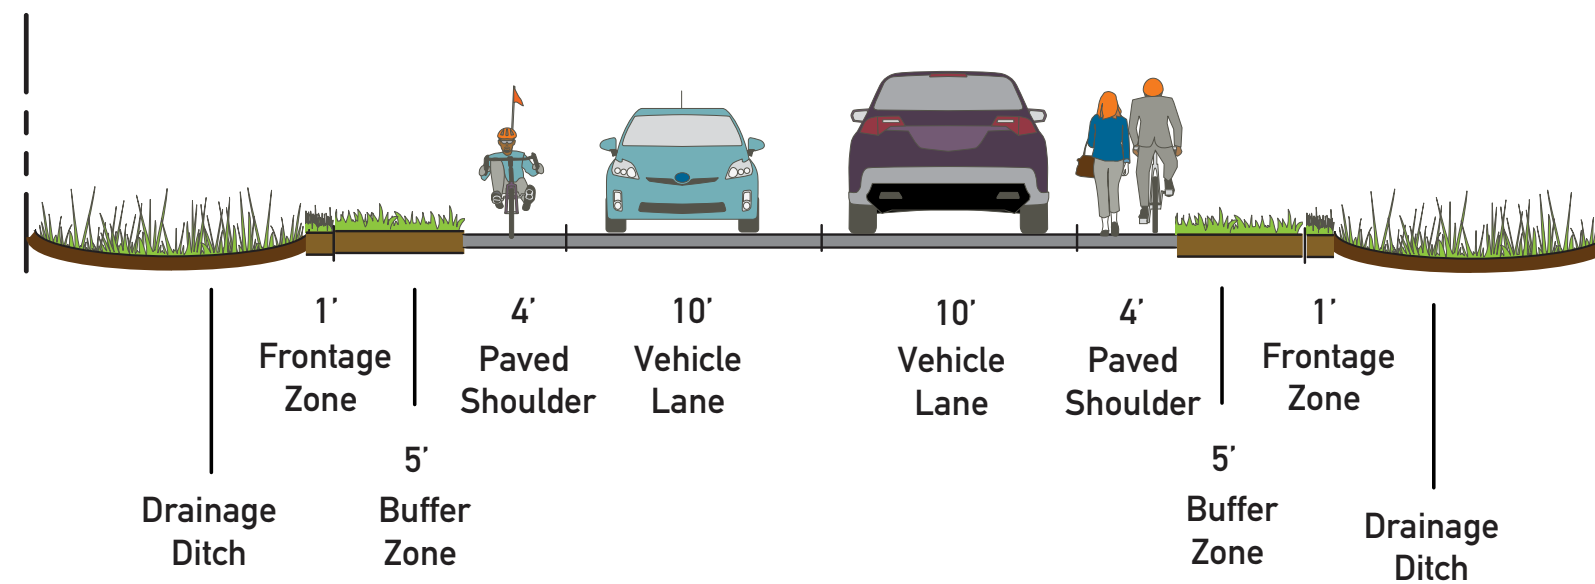 1’
Frontage
Zone
4’
Paved
Shoulder
10’
Vehicle
Lane
10’
Vehicle
Lane
4’
Paved
Shoulder
1’
Frontage
Zone
5’
Buffer
Zone
5’
Buffer
Zone
Drainage
Ditch
Drainage
Ditch